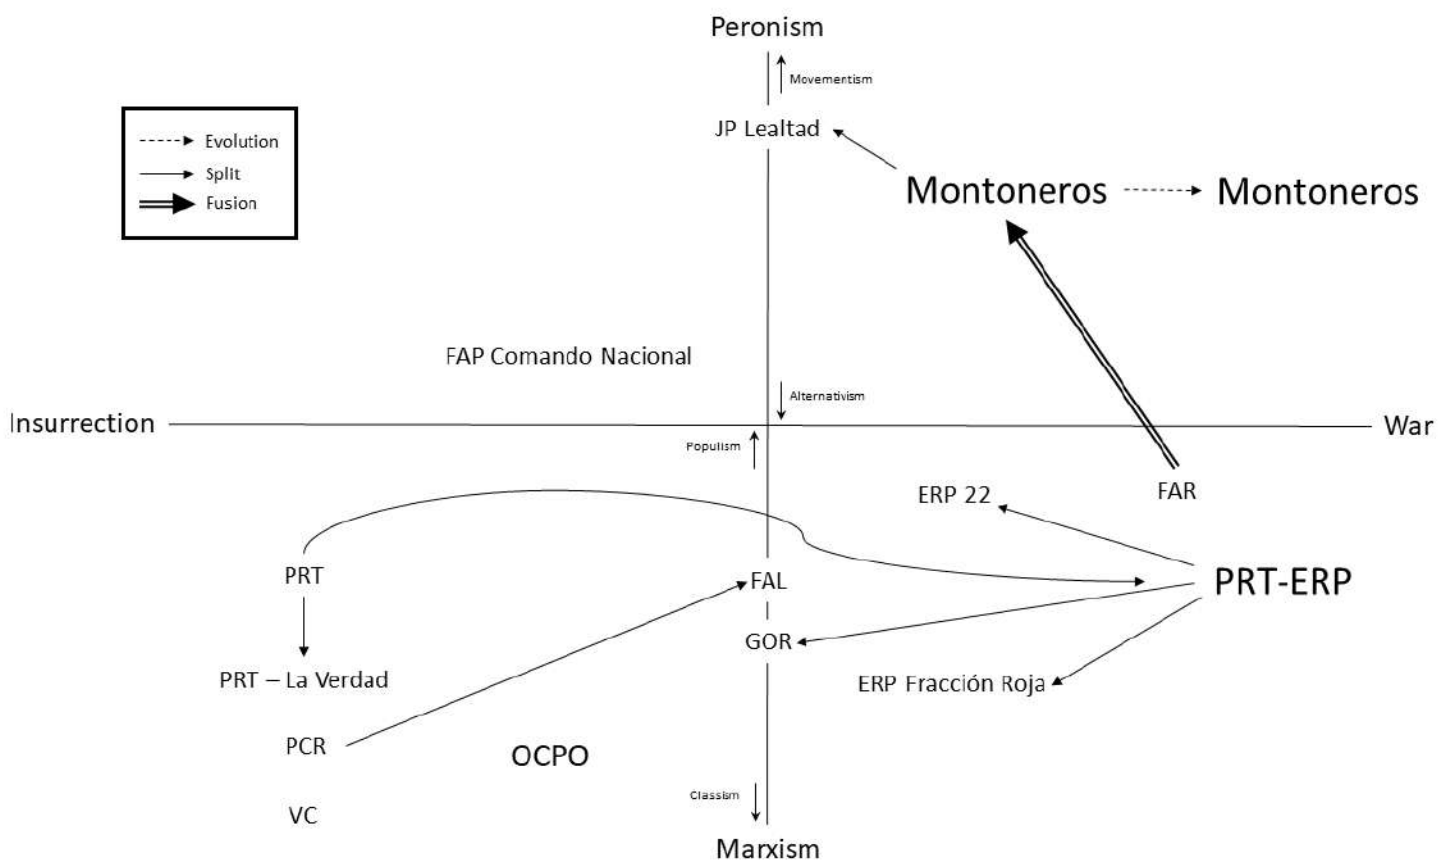 Peronism
Movementism
JP Lealtad
Evolution
Split
Fusion
Montoneros
Montoneros
FAP Comando Nacional
Alternativism
Insurrection
War
Populism
ERP 22
FAR
PRT
FAL
PRT-ERP
GOR
PRT – La Verdad
ERP Fracción Roja
PCR
OCPO
Classism
VC
Marxism